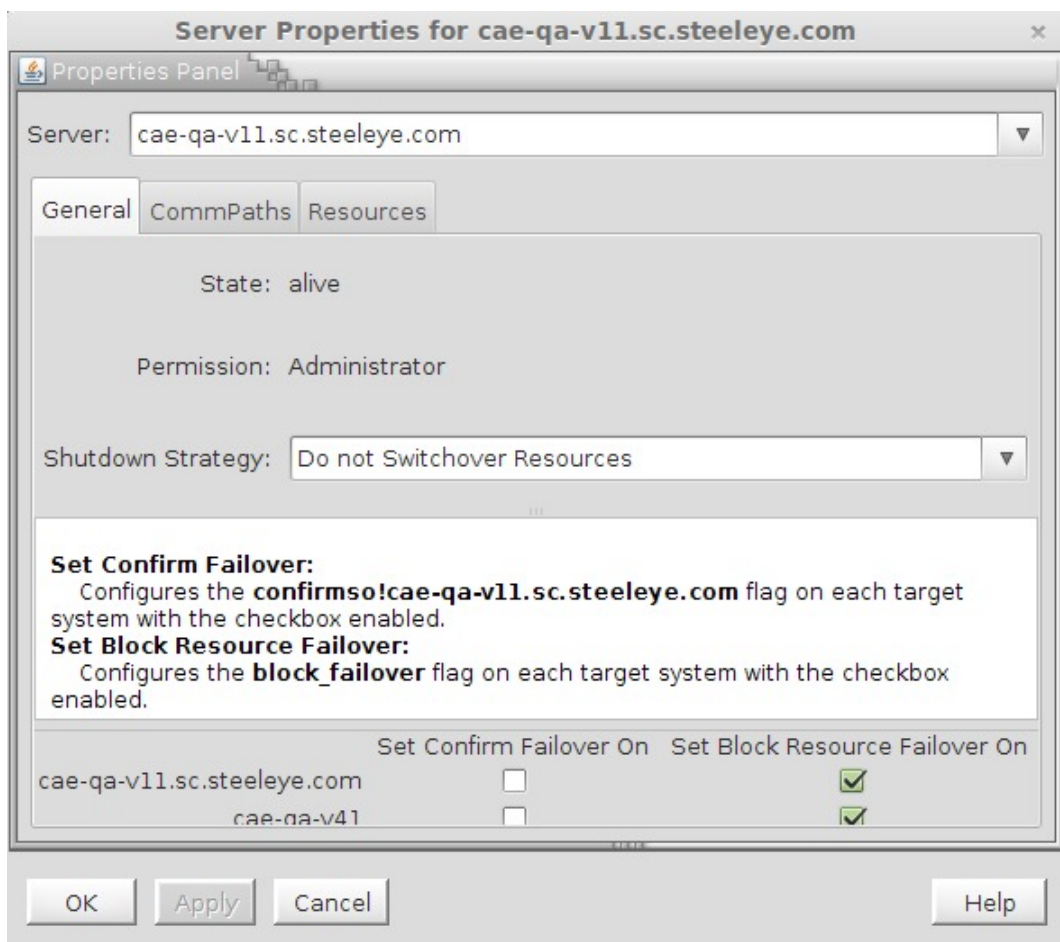 Server Properties for cae-qa-v11.sc.steeleye.com
Properties Panel
Server: cae-qa-v11.sc.steeleye.com
General CommPaths Resources
State: alive
Permission: Administrator
Shutdown Strategy: Do not Switchover Resources
Set Confirm Failover:
Configures the confirmso!cae-qa-v11.sc.steeleye.com flag on each target
system with the checkbox enabled.
Set Block Resource Failover:
Configures the block_failover flag on each target system with the checkbox
enabled.
Set Confirm Failover On Set Block Resource Failover On
cae-qa-v11.sc.steeleye.com
cae-qa-v41
OK Apply Cancel Help